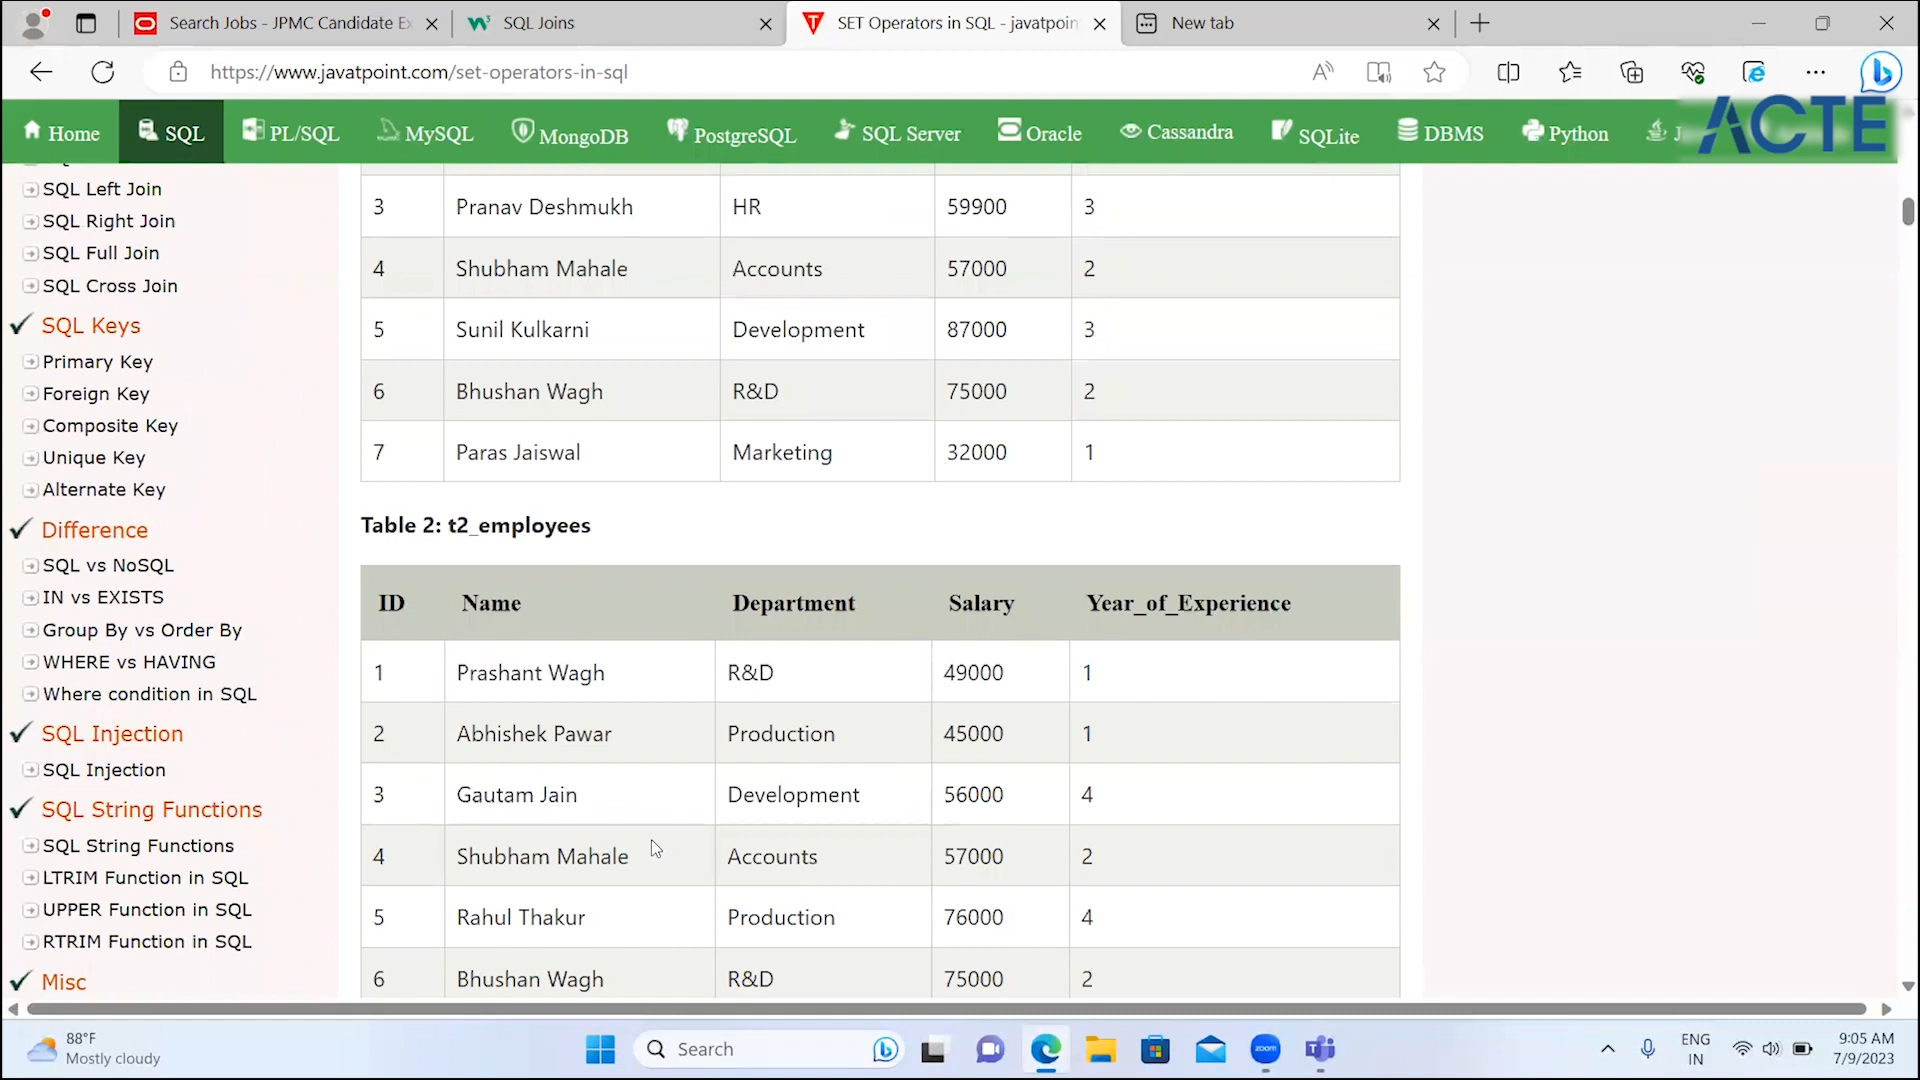 Search Jobs - JPMC Candidate Ex
SQL Joins
SET Operators in SQL - javatpoin
New tab
https://www.javatpoint.com/set-operators-in-sql
Home
SQL
PL/SQL
MySQL
MongoDB
PostgreSQL
SQL Server
Oracle
Cassandra
SQLite
DBMS
Python
ACTE
SQL Left Join
SQL Right Join
SQL Full Join
SQL Cross Join
SQL Keys
Primary Key
Foreign Key
Composite Key
Unique Key
Alternate Key
Difference
SQL vs NoSQL
IN vs EXISTS
Group By vs Order By
WHERE vs HAVING
Where condition in SQL
SQL Injection
SQL Injection
SQL String Functions
SQL String Functions
LTRIM Function in SQL
UPPER Function in SQL
RTRIM Function in SQL
Misc
3 Pranav Deshmukh HR 59900 3
4 Shubham Mahale Accounts 57000 2
5 Sunil Kulkarni Development 87000 3
6 Bhushan Wagh R&D 75000 2
7 Paras Jaiswal Marketing 32000 1
Table 2: t2_employees
ID Name Department Salary Year_of_Experience
1 Prashant Wagh R&D 49000 1
2 Abhishek Pawar Production 45000 1
3 Gautam Jain Development 56000 4
4 Shubham Mahale Accounts 57000 2
5 Rahul Thakur Production 76000 4
6 Bhushan Wagh R&D 75000 2
88°F
Mostly cloudy
Search
zoom
ENG
IN
9:05 AM
7/9/2023